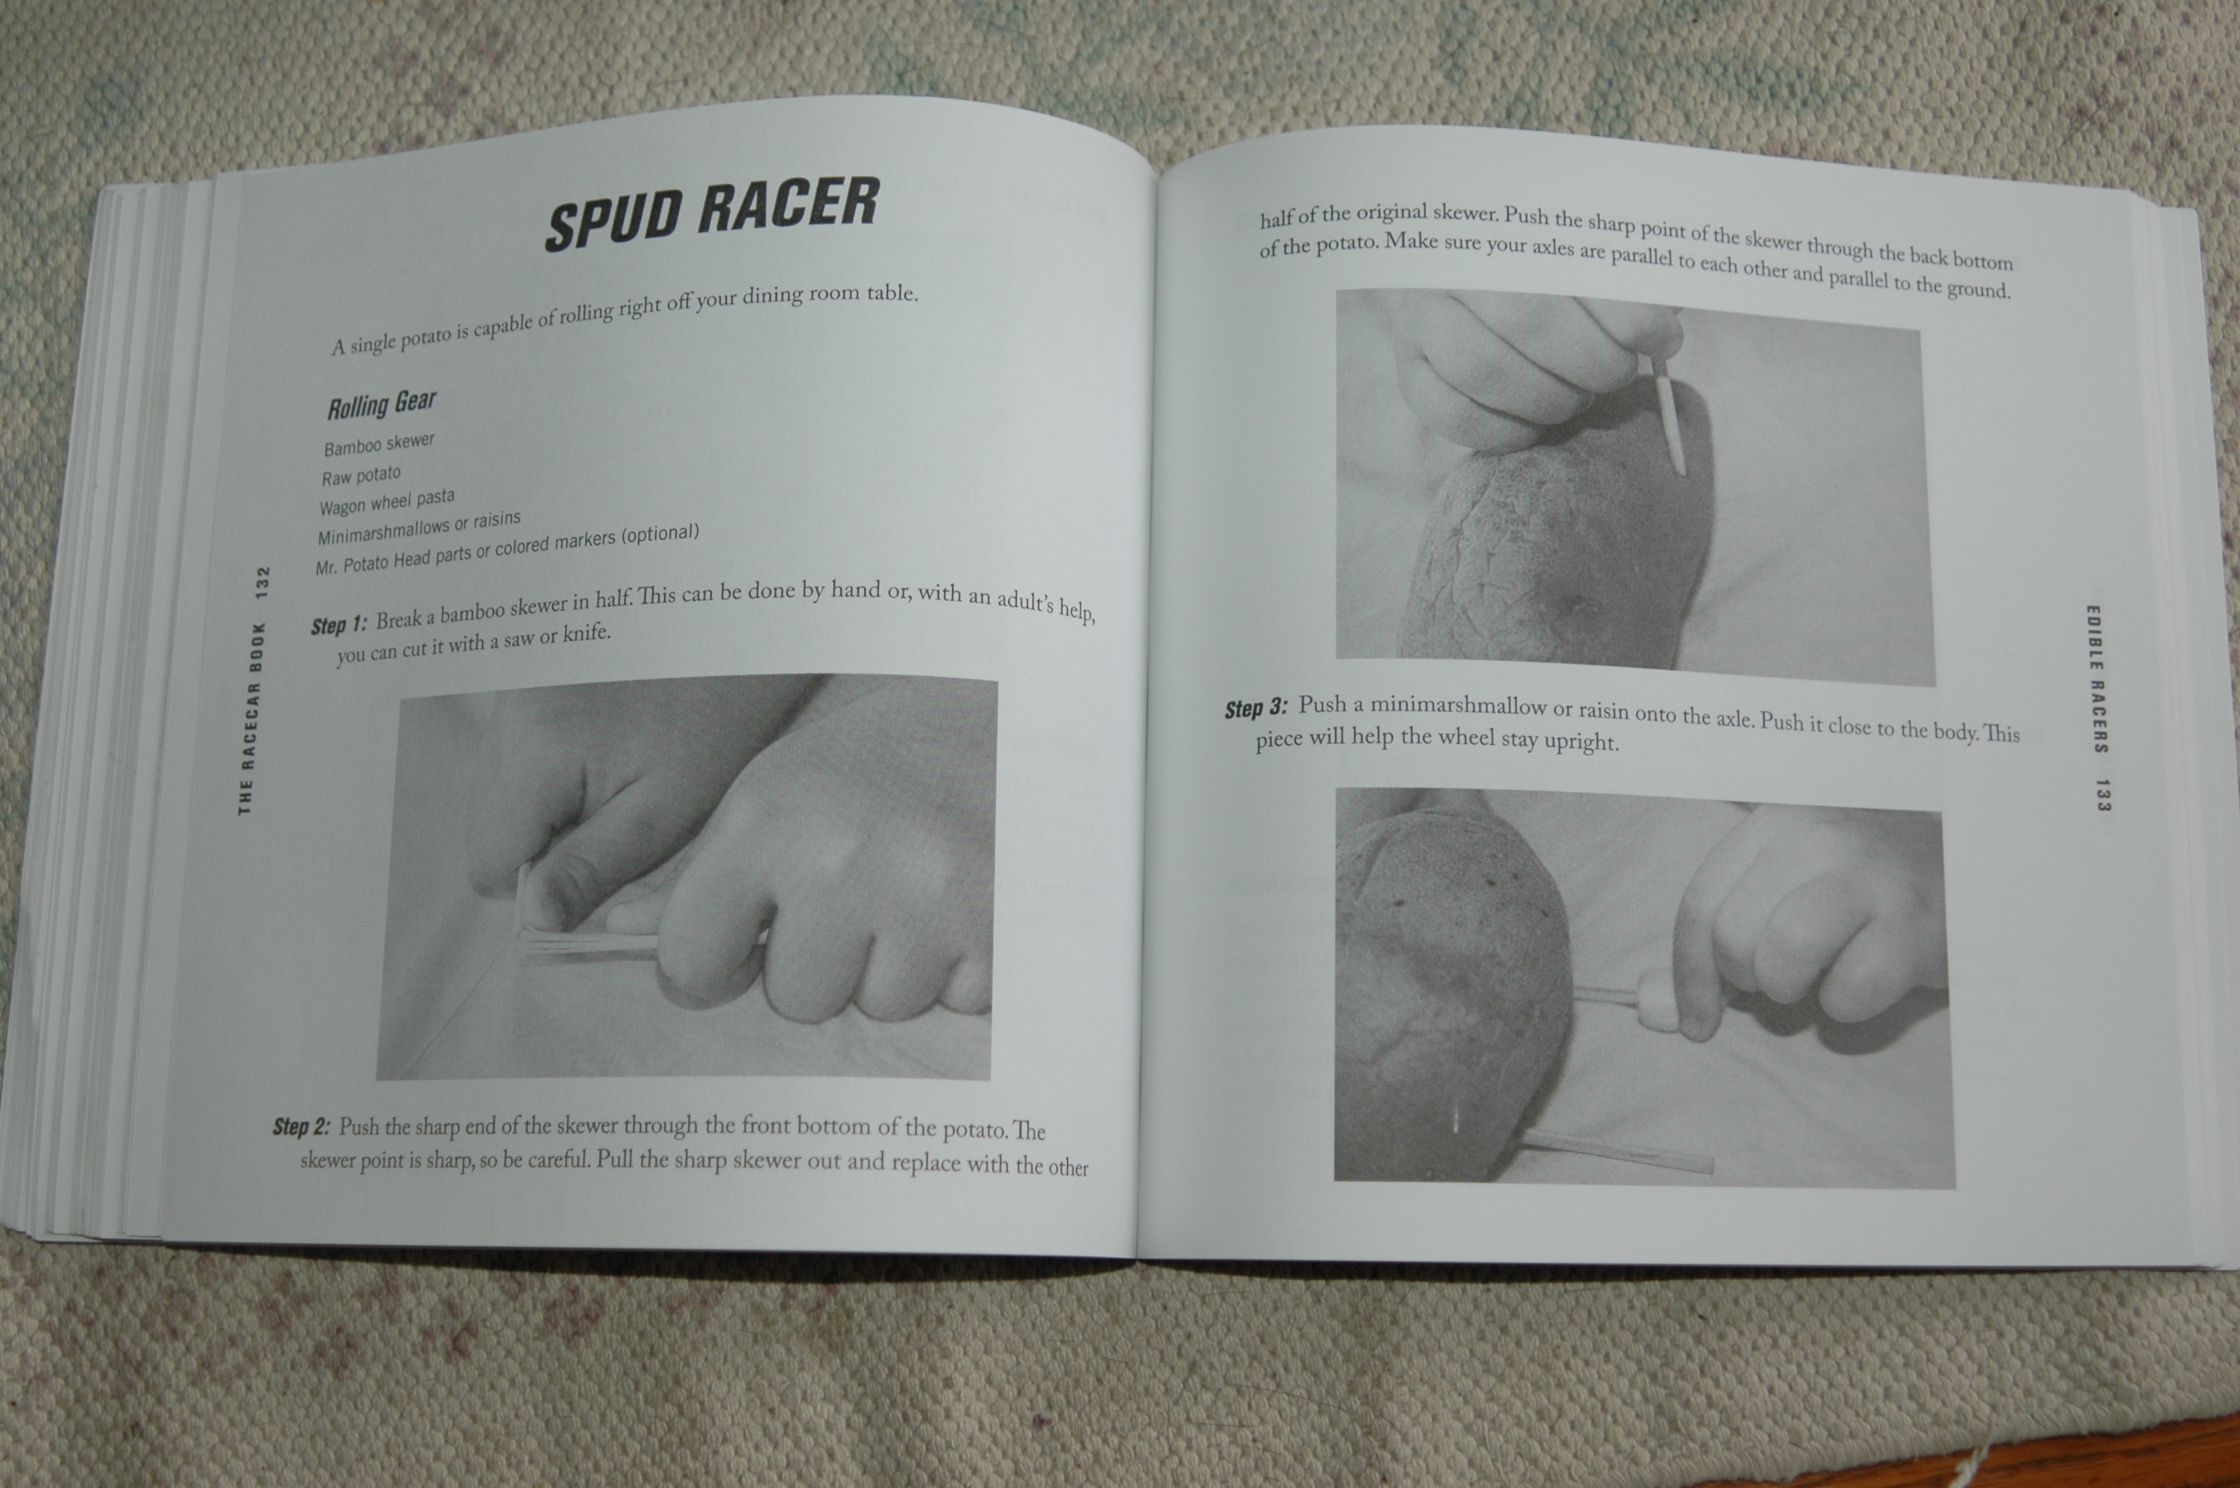 SPUD RACER
A single potato is capable of rolling right off your dining room table.
Rolling Gear
Bamboo skewer
Raw potato
Wagon wheel pasta
Minimarshmallows or raisins
Mr. Potato Head parts or colored markers (optional)
Step 1: Break a bamboo skewer in half. This can be done by hand or, with an adult's help,
you can cut it with a saw or knife.
Step 2: Push the sharp end of the skewer through the front bottom of the potato. The
skewer point is sharp, so be careful. Pull the sharp skewer out and replace with the other
THE RACECAR BOOK 132
half of the original skewer. Push the sharp point of the skewer through the back bottom
of the potato. Make sure your axles are parallel to each other and parallel to the ground.
Step 3: Push a minimarshmallow or raisin onto the axle. Push it close to the body. This
piece will help the wheel stay upright.
EDIBLE RACERS 133